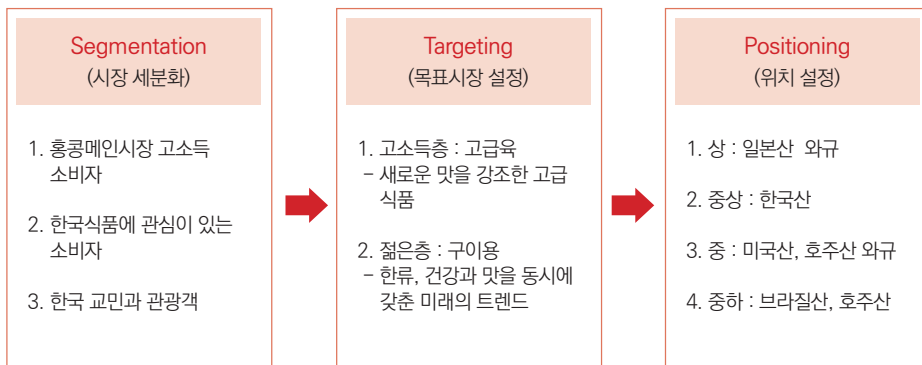 Segmentation
(시장 세분화)
1. 홍콩메인시장 고소득
소비자
2. 한국식품에 관심이 있는
소비자
3. 한국 교민과 관광객
Targeting
(목표시장 설정)
1. 고소득층 : 고급육
- 새로운 맛을 강조한 고급
식품
2. 젊은층 : 구이용
- 한류, 건강과 맛을 동시에
갖춘 미래의 트렌드
Positioning
(위치 설정)
1. 상 : 일본산 와규
2. 중상 : 한국산
3. 중 : 미국산, 호주산 와규
4. 중하 : 브라질산, 호주산